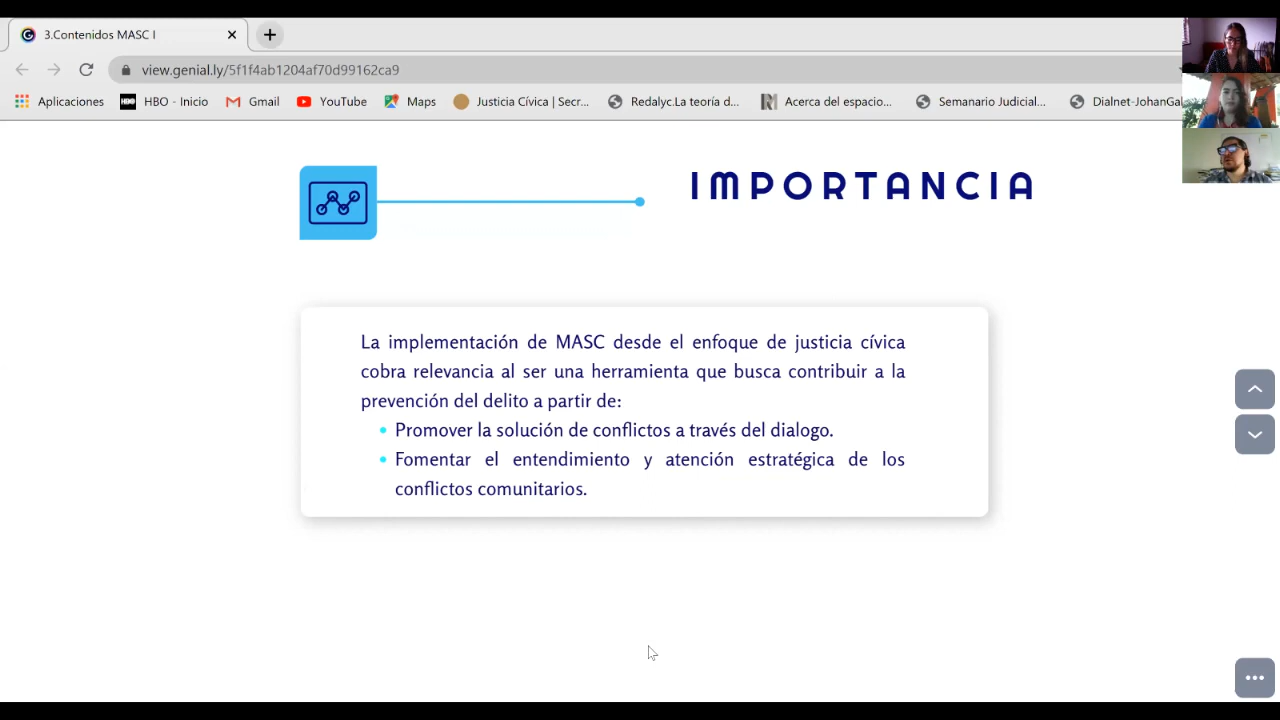 3.Contenidos MASC I
view.genial.ly/5f1f4ab1204af70d99162ca9
Aplicaciones HBO HBO - Inicio Gmail YouTube Maps Justicia Cívica | Secr... Redalyc.La teoría d... Acerca del espacio... Semanario Judicial... Dialnet-JohanGal
IMPORTANCIA
La implementación de MASC desde el enfoque de justicia cívica
cobra relevancia al ser una herramienta que busca contribuir a la
prevención del delito a partir de:
• Promover la solución de conflictos a través del dialogo.
• Fomentar el entendimiento y atención estratégica de los
conflictos comunitarios.